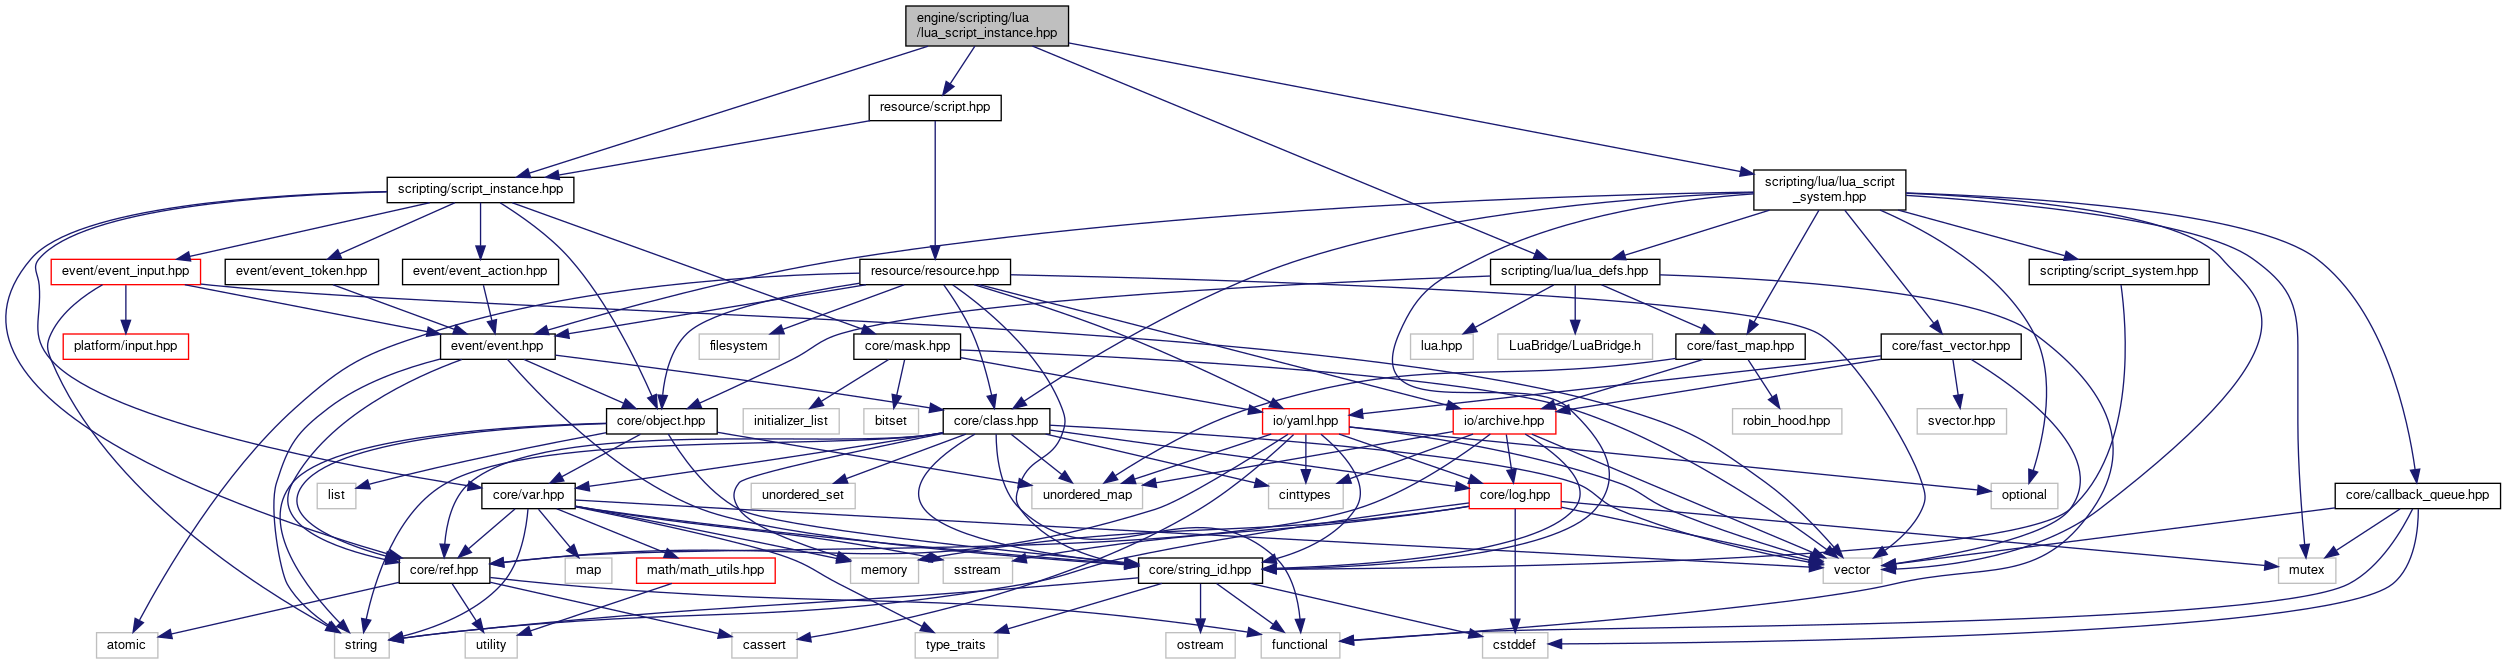 engine/scripting/lua
/lua_script_instance.hpp
resource/script.hpp
scripting/script_instance.hpp
scripting/lua/lua_script
_system.hpp
event/event_input.hpp
event/event_token.hpp
event/event_action.hpp
resource/resource.hpp
scripting/lua/lua_defs.hpp
scripting/script_system.hpp
platform/input.hpp
event/event.hpp
filesystem
core/mask.hpp
lua.hpp
LuaBridge/LuaBridge.h
core/fast_map.hpp
core/fast_vector.hpp
core/object.hpp
initializer_list
bitset
core/class.hpp
io/yaml.hpp
io/archive.hpp
robin_hood.hpp
svector.hpp
list
core/var.hpp
unordered_set
unordered_map
cinttypes
core/log.hpp
optional
core/callback_queue.hpp
core/ref.hpp
map
math/math_utils.hpp
memory
sstream
core/string_id.hpp
vector
mutex
atomic
string
utility
cassert
type_traits
ostream
functional
cstddef